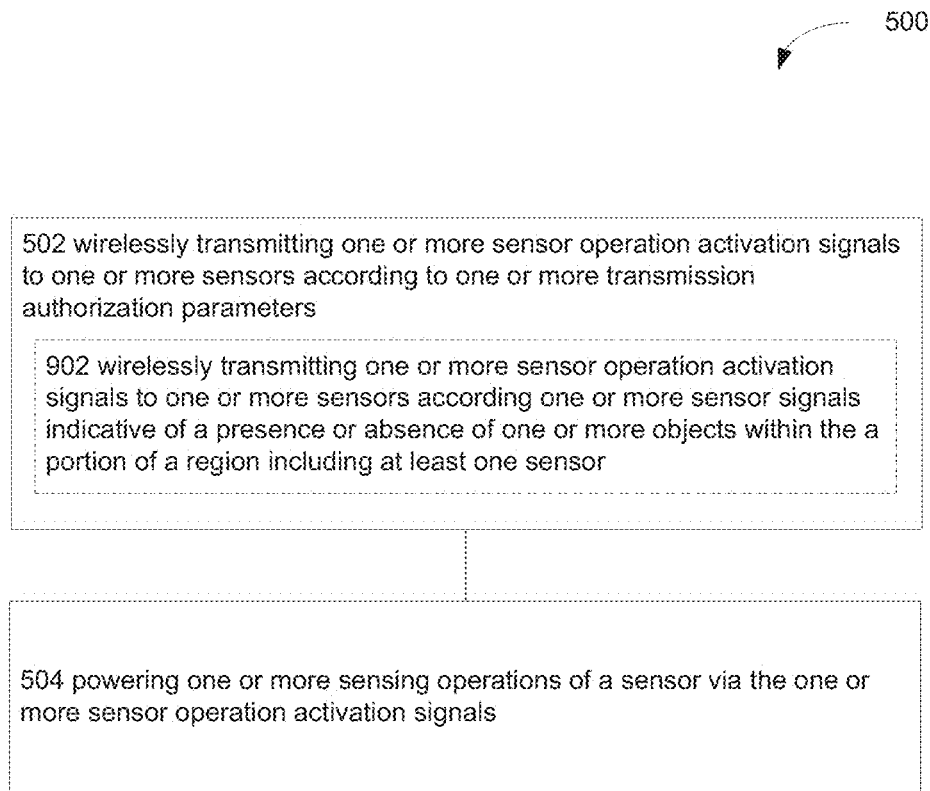 500
502 wirelessly transmitting one or more sensor operation activation signals
to one or more sensors according to one or more transmission
authorization parameters
902 wirelessly transmitting one or more sensor operation activation
signals to one or more sensors according one or more sensor signals
indicative of a presence or absence of one or more objects within the a
portion of a region including at least one sensor
504 powering one or more sensing operations of a sensor via the one or
more sensor operation activation signals